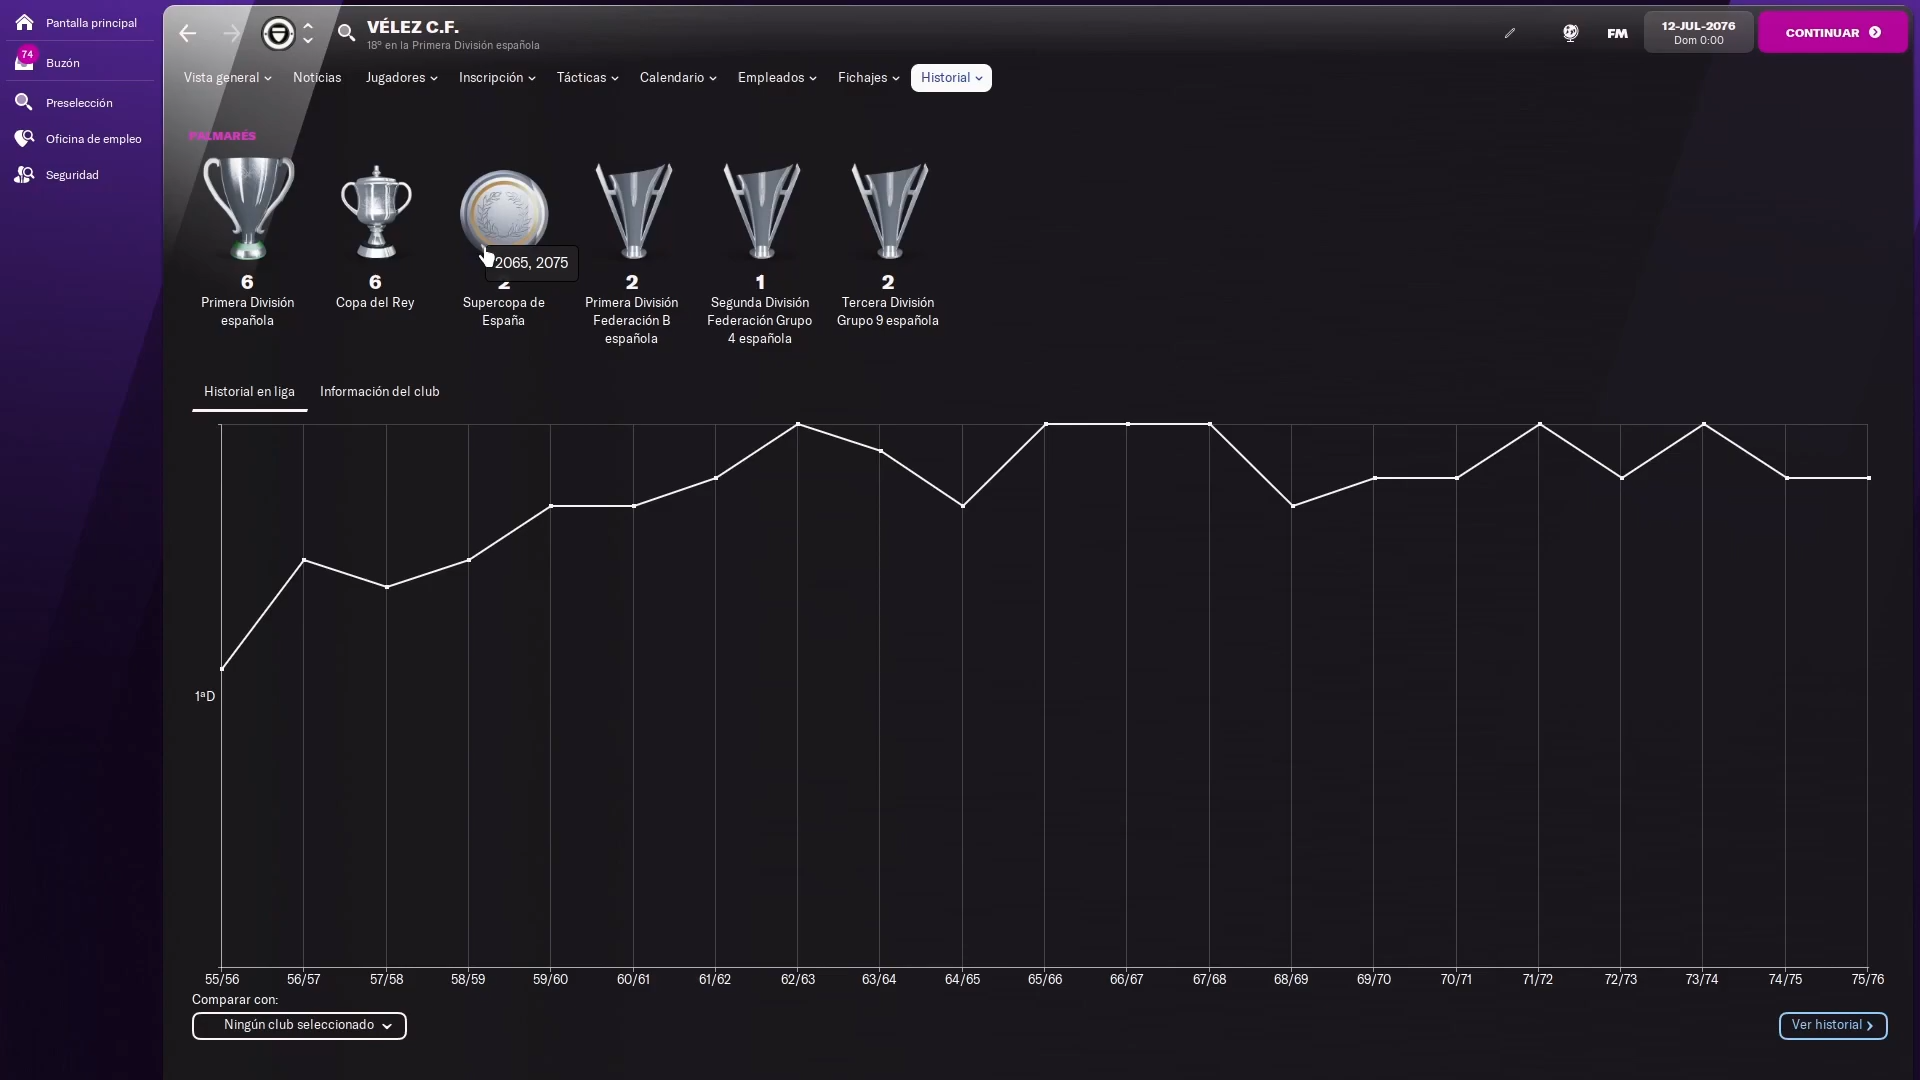 Pantalla principal
74
Buzón
Preselección
Oficina de empleo
Seguridad
VÉLEZ C.F.
18º en la Primera División española
FM
12-JUL-2076
Dom 0:00
CONTINUAR
Vista general
Noticias
Jugadores
Inscripción
Tácticas
Calendario
Empleados
Fichajes
Historial
PALMARÉS
2065, 2075
6
Primera División
española
6
Copa del Rey
2
Supercopa de
España
2
Primera División
Federación B
española
1
Segunda División
Federación Grupo
4 española
2
Tercera División
Grupo 9 española
Historial en liga
Información del club
1ªD
55/56
56/57
57/58
58/59
59/60
60/61
61/62
62/63
63/64
64/65
65/66
66/67
67/68
68/69
69/70
70/71
71/72
72/73
73/74
74/75
75/76
Comparar con:
Ningún club seleccionado
Ver historial